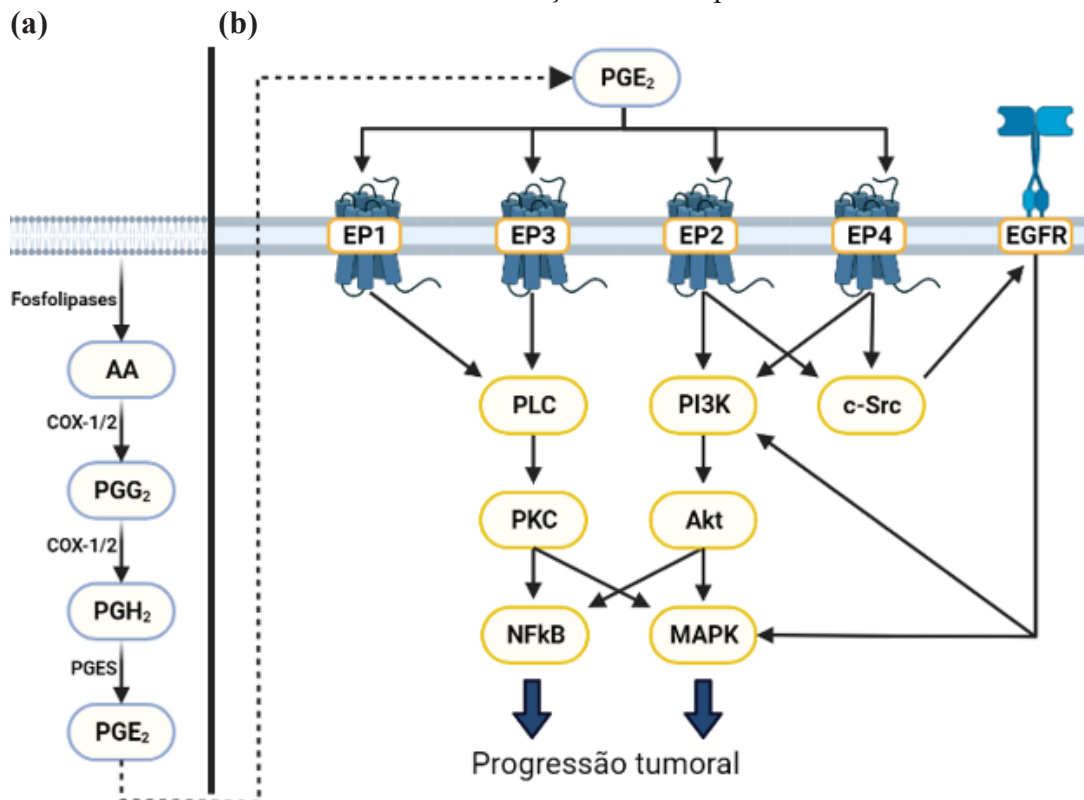 (a)
(b)
PGE₂
EP1
EP3
EP2
EP4
EGFR
Fosfolipases
AA
COX-1/2
PGG₂
COX-1/2
PGH₂
PGES
PGE₂
PLC
PI3K
c-Src
PKC
Akt
NFkB
MAPK
Progressão tumoral